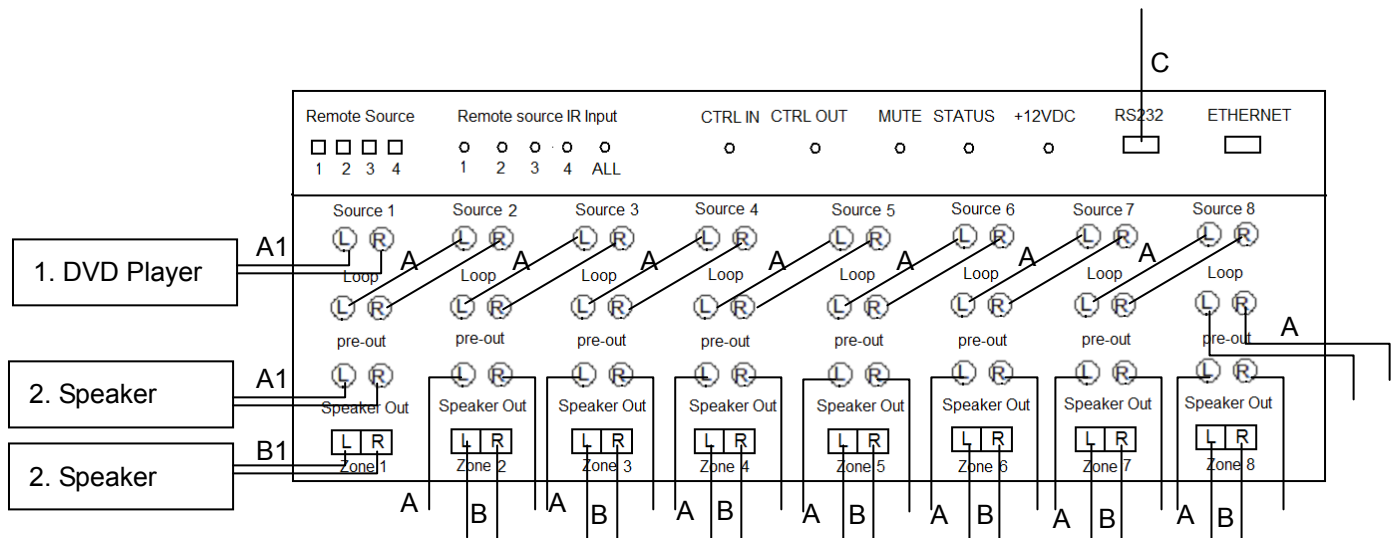 C
Remote Source Remote source IR Input CTRL IN CTRL OUT MUTE STATUS +12VDC RS232 ETHERNET
1 2 3 4 1 2 3 4 ALL
Source 1 Source 2 Source 3 Source 4 Source 5 Source 6 Source 7 Source 8
L R L R L R L R L R L R L R L R
A1
1. DVD Player
A A A A A A A
Loop Loop Loop Loop Loop Loop Loop Loop
L R L R L R L R L R L R L R L R
A
pre-out pre-out pre-out pre-out pre-out pre-out pre-out pre-out
A1
2. Speaker
L R L R L R L R L R L R L R L R
Speaker Out Speaker Out Speaker Out Speaker Out Speaker Out Speaker Out Speaker Out Speaker Out
B1
2. Speaker
L R L R L R L R L R L R L R L R
Zone 1 Zone 2 Zone 3 Zone 4 Zone 5 Zone 6 Zone 7 Zone 8
A B A B A B A B A B A B A B